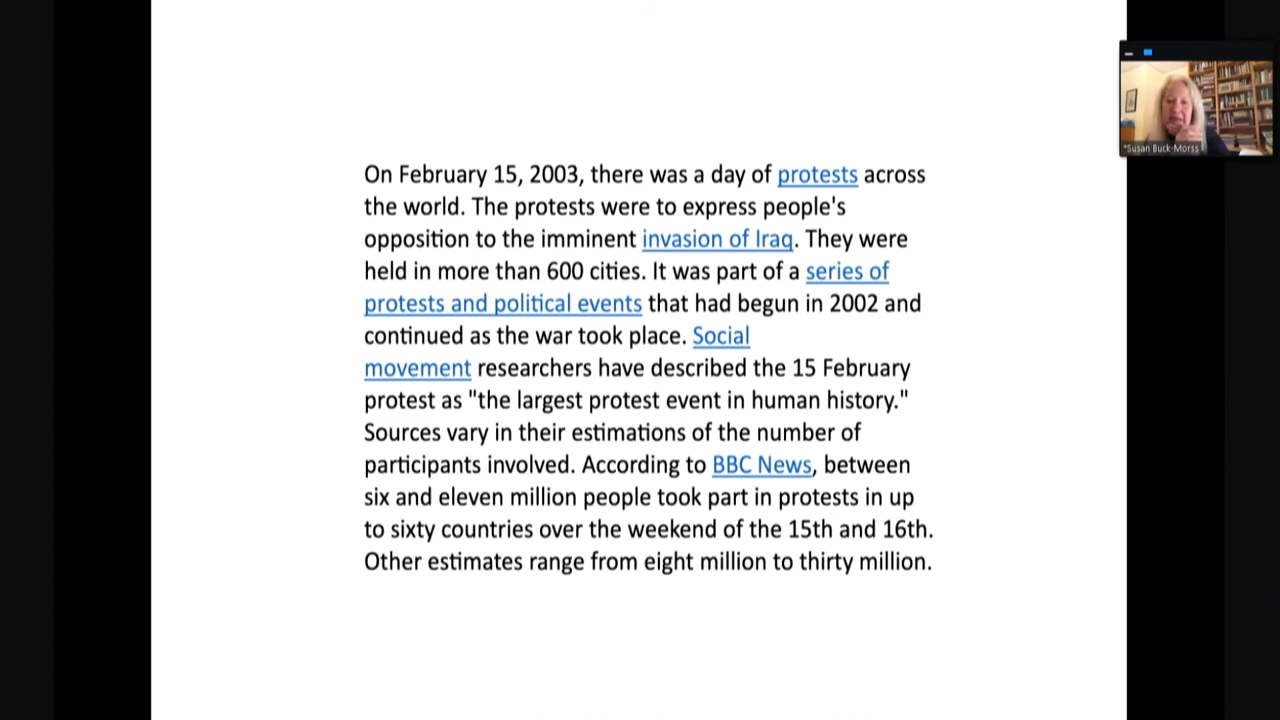 On February 15, 2003, there was a day of protests across
the world. The protests were to express people's
opposition to the imminent invasion of Iraq. They were
held in more than 600 cities. It was part of a series of
protests and political events that had begun in 2002 and
continued as the war took place. Social
movement researchers have described the 15 February
protest as "the largest protest event in human history."
Sources vary in their estimations of the number of
participants involved. According to BBC News, between
six and eleven million people took part in protests in up
to sixty countries over the weekend of the 15th and 16th.
Other estimates range from eight million to thirty million.
*Susan Buck-Morss